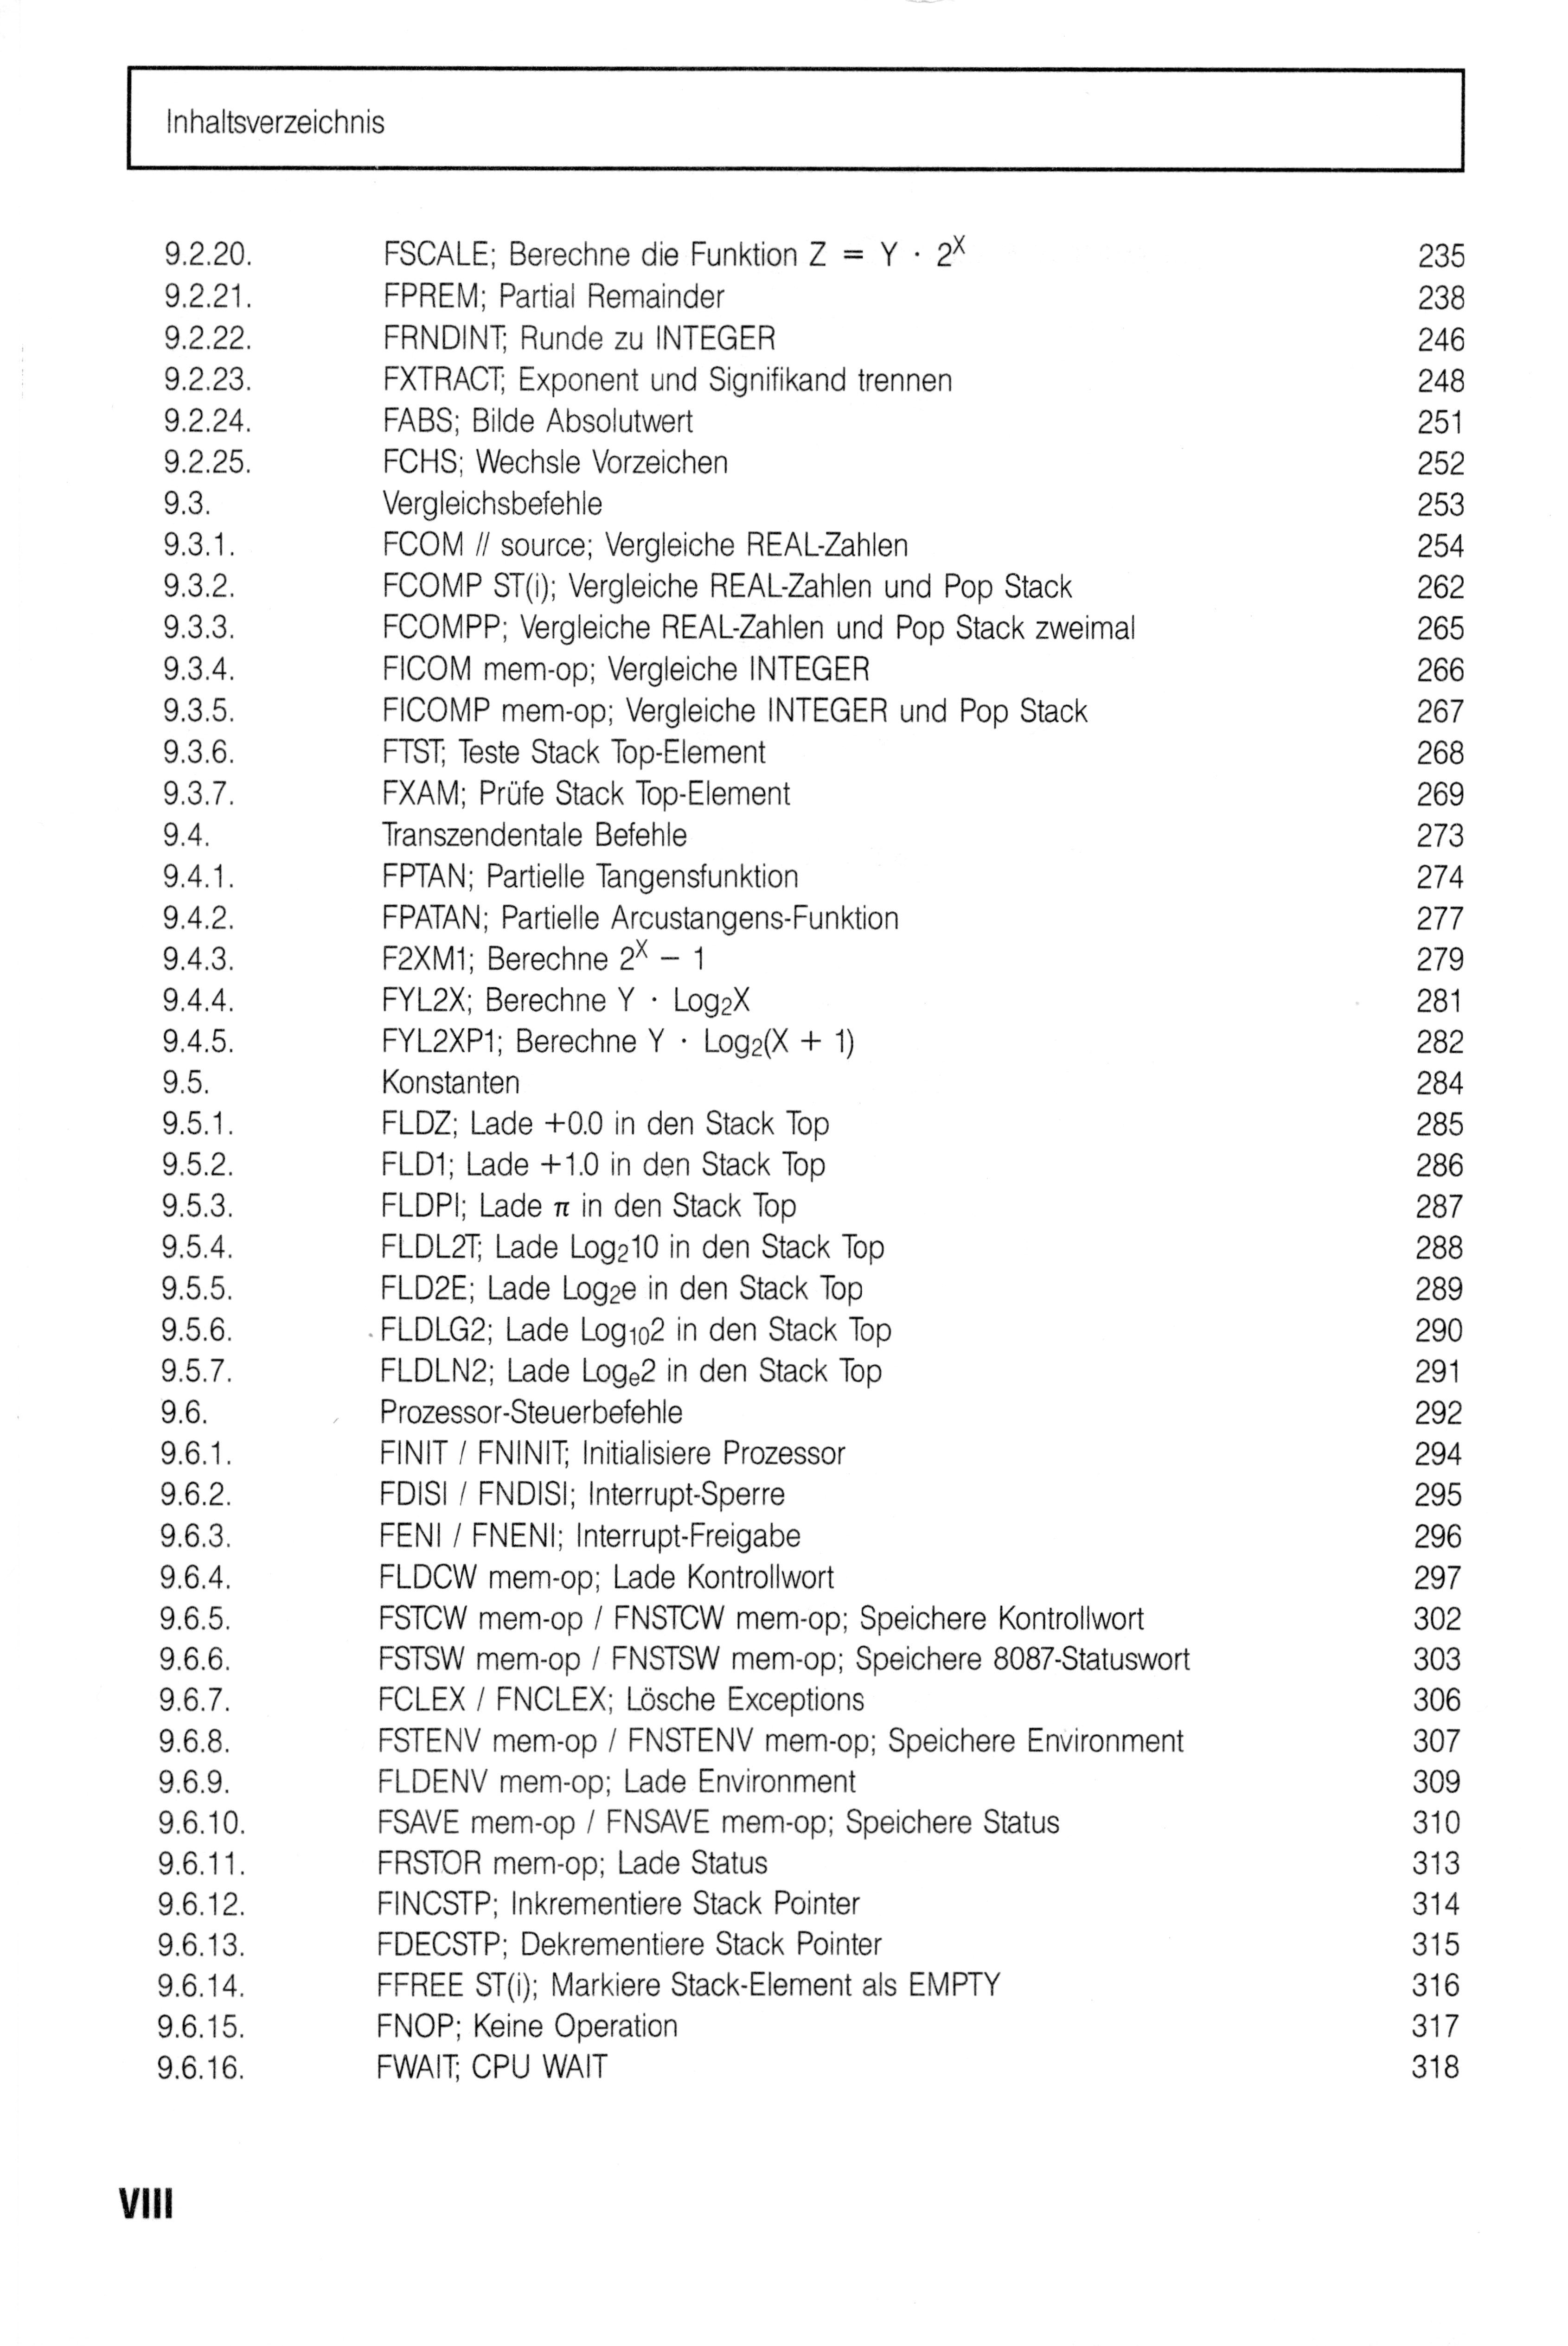 Inhaltsverzeichnis
9.2.20. FSCALE; Berechne die Funktion Z = Y · 2^X 235
9.2.21. FPREM; Partial Remainder 238
9.2.22. FRNDINT; Runde zu INTEGER 246
9.2.23. FXTRACT; Exponent und Signifikand trennen 248
9.2.24. FABS; Bilde Absolutwert 251
9.2.25. FCHS; Wechsle Vorzeichen 252
9.3. Vergleichsbefehle 253
9.3.1. FCOM // source; Vergleiche REAL-Zahlen 254
9.3.2. FCOMP ST(i); Vergleiche REAL-Zahlen und Pop Stack 262
9.3.3. FCOMPP; Vergleiche REAL-Zahlen und Pop Stack zweimal 265
9.3.4. FICOM mem-op; Vergleiche INTEGER 266
9.3.5. FICOMP mem-op; Vergleiche INTEGER und Pop Stack 267
9.3.6. FTST; Teste Stack Top-Element 268
9.3.7. FXAM; Prüfe Stack Top-Element 269
9.4. Transzendentale Befehle 273
9.4.1. FPTAN; Partielle Tangensfunktion 274
9.4.2. FPATAN; Partielle Arcustangens-Funktion 277
9.4.3. F2XM1; Berechne 2^X − 1 279
9.4.4. FYL2X; Berechne Y · Log₂X 281
9.4.5. FYL2XP1; Berechne Y · Log₂(X + 1) 282
9.5. Konstanten 284
9.5.1. FLDZ; Lade +0.0 in den Stack Top 285
9.5.2. FLD1; Lade +1.0 in den Stack Top 286
9.5.3. FLDPI; Lade π in den Stack Top 287
9.5.4. FLDL2T; Lade Log₂10 in den Stack Top 288
9.5.5. FLD2E; Lade Log₂e in den Stack Top 289
9.5.6. FLDLG2; Lade Log₁₀2 in den Stack Top 290
9.5.7. FLDLN2; Lade Logₑ2 in den Stack Top 291
9.6. Prozessor-Steuerbefehle 292
9.6.1. FINIT / FNINIT; Initialisiere Prozessor 294
9.6.2. FDISI / FNDISI; Interrupt-Sperre 295
9.6.3. FENI / FNENI; Interrupt-Freigabe 296
9.6.4. FLDCW mem-op; Lade Kontrollwort 297
9.6.5. FSTCW mem-op / FNSTCW mem-op; Speichere Kontrollwort 302
9.6.6. FSTSW mem-op / FNSTSW mem-op; Speichere 8087-Statuswort 303
9.6.7. FCLEX / FNCLEX; Lösche Exceptions 306
9.6.8. FSTENV mem-op / FNSTENV mem-op; Speichere Environment 307
9.6.9. FLDENV mem-op; Lade Environment 309
9.6.10. FSAVE mem-op / FNSAVE mem-op; Speichere Status 310
9.6.11. FRSTOR mem-op; Lade Status 313
9.6.12. FINCSTP; Inkrementiere Stack Pointer 314
9.6.13. FDECSTP; Dekrementiere Stack Pointer 315
9.6.14. FFREE ST(i); Markiere Stack-Element als EMPTY 316
9.6.15. FNOP; Keine Operation 317
9.6.16. FWAIT; CPU WAIT 318
VIII